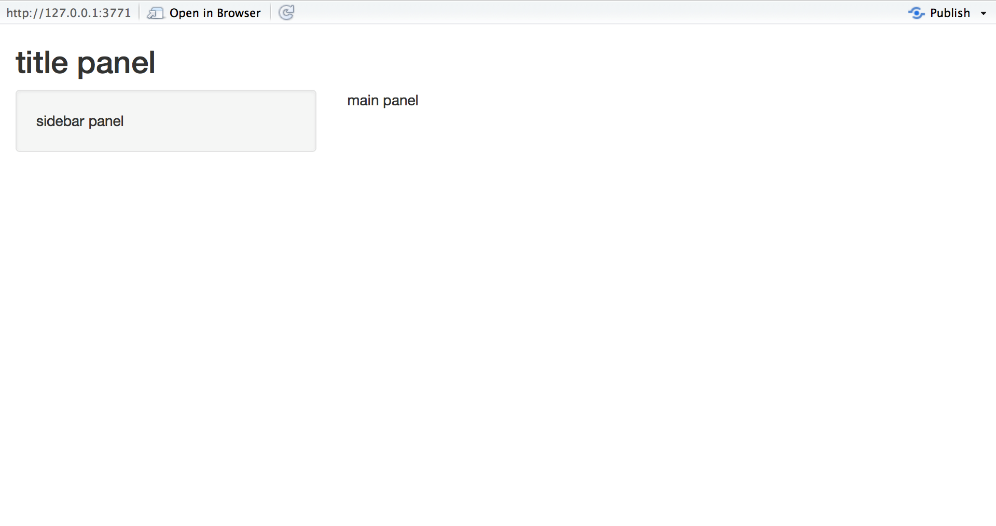 http://127.0.0.1:3771 Open in Browser Publish
title panel
sidebar panel
main panel